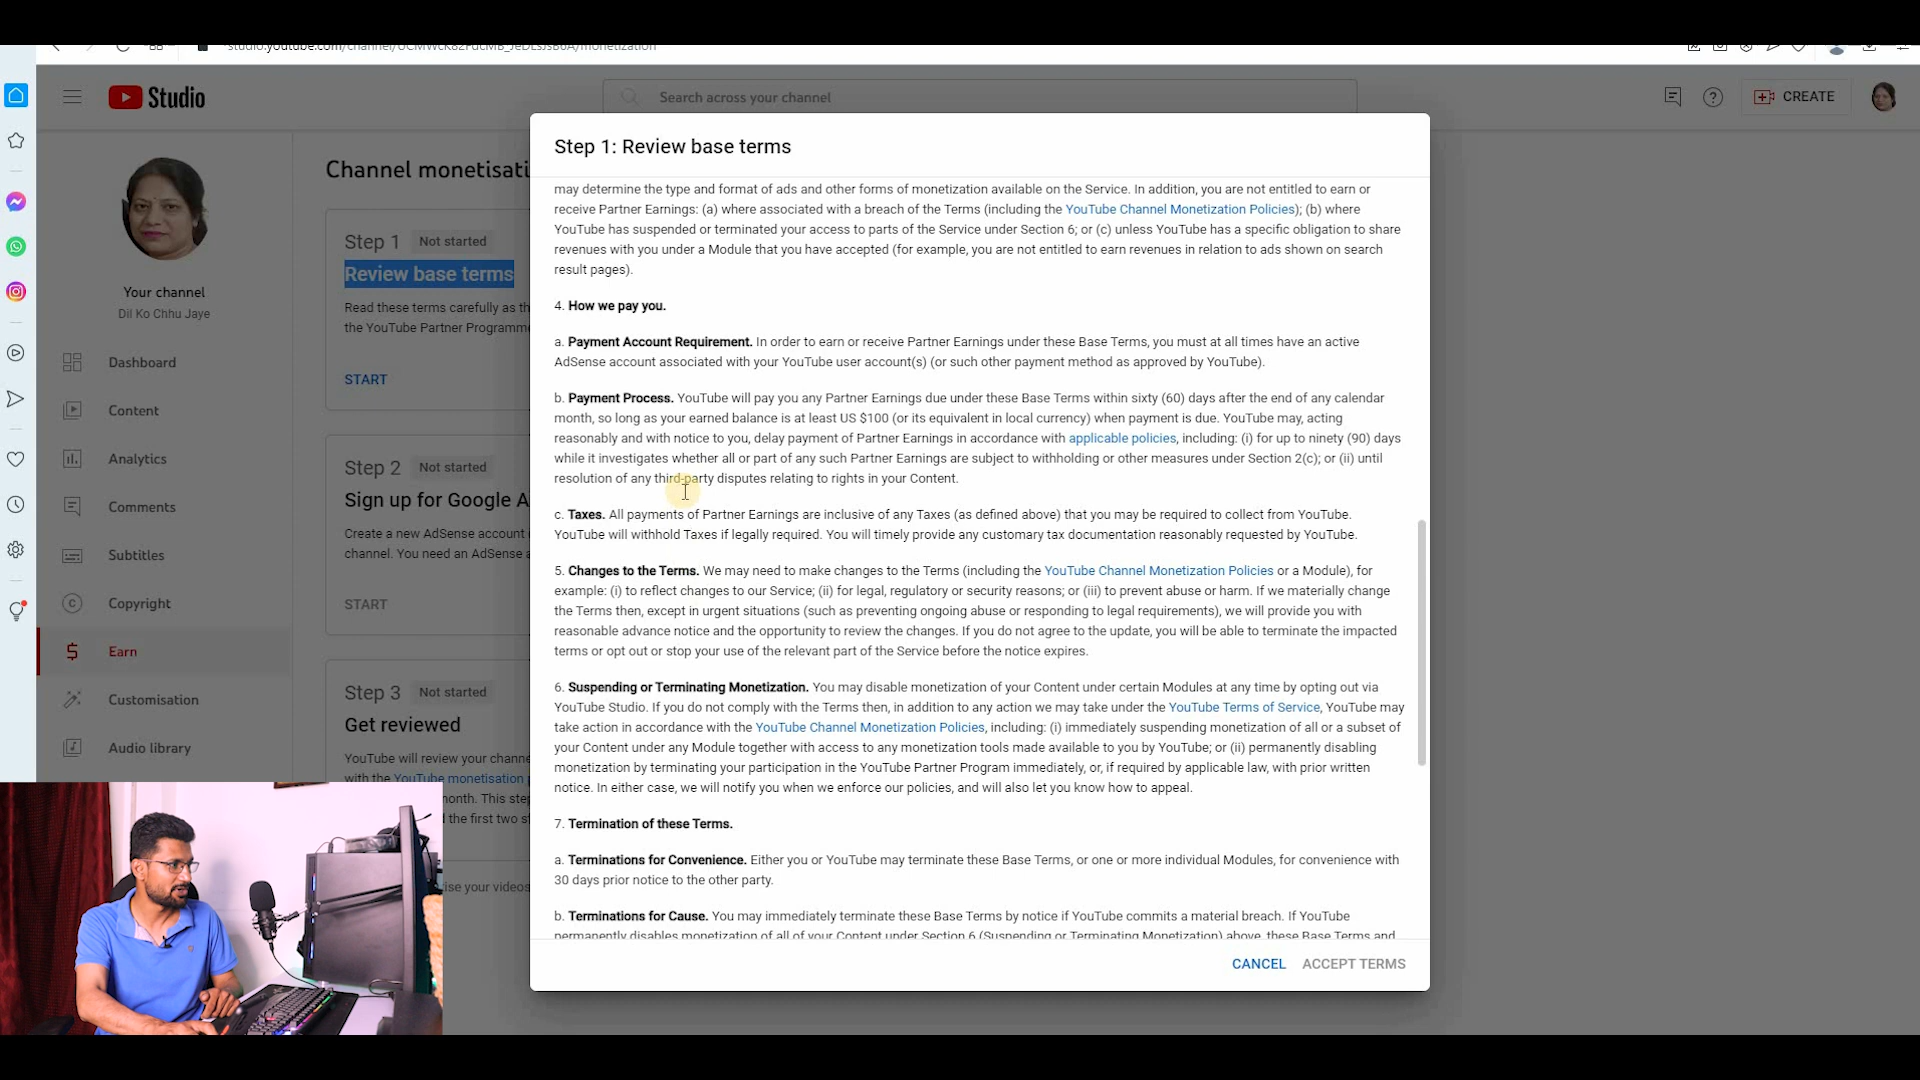 Studio
Search across your channel
CREATE
Your channel
Dil Ko Chhu Jaye
Dashboard
Content
Analytics
Comments
Subtitles
Copyright
Earn
Customisation
Audio library
Channel monetisati
Step 1 Not started
Review base terms
Read these terms carefully as th
the YouTube Partner Programme
START
Step 2 Not started
Sign up for Google A
Create a new AdSense account
channel. You need an AdSense a
START
Step 3 Not started
Get reviewed
YouTube will review your channe
with the YouTube monetisation p
onth. This step
the first two st
ise your videos
Step 1: Review base terms
may determine the type and format of ads and other forms of monetization available on the Service. In addition, you are not entitled to earn or
receive Partner Earnings: (a) where associated with a breach of the Terms (including the YouTube Channel Monetization Policies); (b) where
YouTube has suspended or terminated your access to parts of the Service under Section 6; or (c) unless YouTube has a specific obligation to share
revenues with you under a Module that you have accepted (for example, you are not entitled to earn revenues in relation to ads shown on search
result pages).
4. How we pay you.
a. Payment Account Requirement. In order to earn or receive Partner Earnings under these Base Terms, you must at all times have an active
AdSense account associated with your YouTube user account(s) (or such other payment method as approved by YouTube).
b. Payment Process. YouTube will pay you any Partner Earnings due under these Base Terms within sixty (60) days after the end of any calendar
month, so long as your earned balance is at least US $100 (or its equivalent in local currency) when payment is due. YouTube may, acting
reasonably and with notice to you, delay payment of Partner Earnings in accordance with applicable policies, including: (i) for up to ninety (90) days
while it investigates whether all or part of any such Partner Earnings are subject to withholding or other measures under Section 2(c); or (ii) until
resolution of any third-party disputes relating to rights in your Content.
c. Taxes. All payments of Partner Earnings are inclusive of any Taxes (as defined above) that you may be required to collect from YouTube.
YouTube will withhold Taxes if legally required. You will timely provide any customary tax documentation reasonably requested by YouTube.
5. Changes to the Terms. We may need to make changes to the Terms (including the YouTube Channel Monetization Policies or a Module), for
example: (i) to reflect changes to our Service; (ii) for legal, regulatory or security reasons; or (iii) to prevent abuse or harm. If we materially change
the Terms then, except in urgent situations (such as preventing ongoing abuse or responding to legal requirements), we will provide you with
reasonable advance notice and the opportunity to review the changes. If you do not agree to the update, you will be able to terminate the impacted
terms or opt out or stop your use of the relevant part of the Service before the notice expires.
6. Suspending or Terminating Monetization. You may disable monetization of your Content under certain Modules at any time by opting out via
YouTube Studio. If you do not comply with the Terms then, in addition to any action we may take under the YouTube Terms of Service, YouTube may
take action in accordance with the YouTube Channel Monetization Policies, including: (i) immediately suspending monetization of all or a subset of
your Content under any Module together with access to any monetization tools made available to you by YouTube; or (ii) permanently disabling
monetization by terminating your participation in the YouTube Partner Program immediately, or, if required by applicable law, with prior written
notice. In either case, we will notify you when we enforce our policies, and will also let you know how to appeal.
7. Termination of these Terms.
a. Terminations for Convenience. Either you or YouTube may terminate these Base Terms, or one or more individual Modules, for convenience with
30 days prior notice to the other party.
b. Terminations for Cause. You may immediately terminate these Base Terms by notice if YouTube commits a material breach. If YouTube
permanently disables monetization of all of your Content under Section 6 (Suspending or Terminating Monetization) above, these Base Terms and
CANCEL ACCEPT TERMS